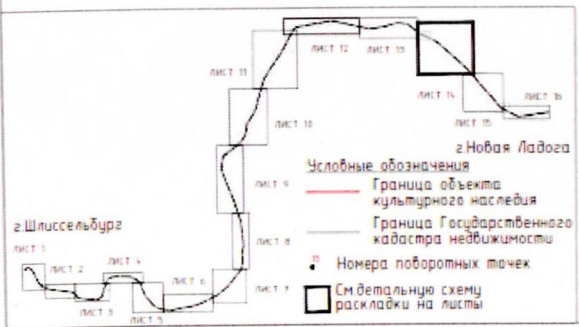 ЛИСТ 12
ЛИСТ 13
ЛИСТ 11
ЛИСТ 14
ЛИСТ 16
ЛИСТ 15
ЛИСТ 10
г.Новая Ладога
Условные обозначения
Граница объекта
культурного наследия
Граница Государственного
кадастра недвижимости
Номера поворотных точек
См.детальную схему
раскладки на листы
ЛИСТ 9
г.Шлиссельбург
ЛИСТ 8
ЛИСТ 1
ЛИСТ 2
ЛИСТ 4
ЛИСТ 3
ЛИСТ 5
ЛИСТ 6
ЛИСТ 7